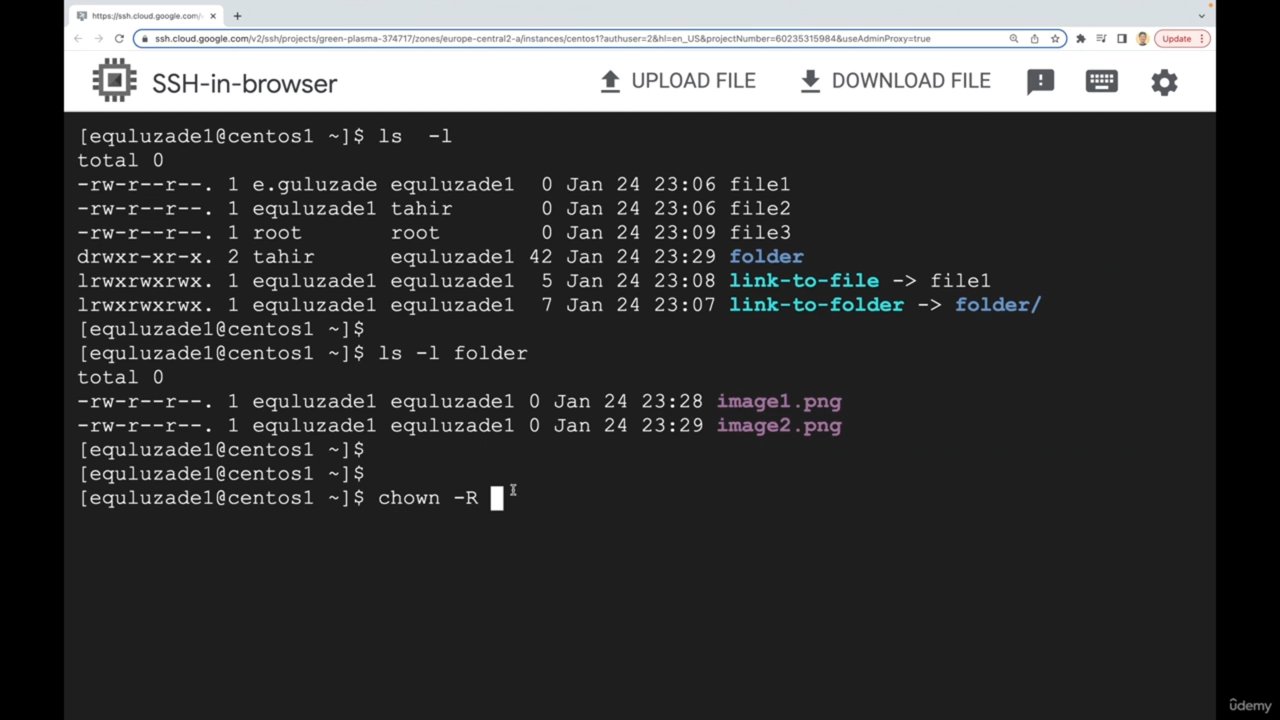 https://ssh.cloud.google.com/v
ssh.cloud.google.com/v2/ssh/projects/green-plasma-374717/zones/europe-central2-a/instances/centos1?authuser=2&hl=en_US&projectNumber=60235315984&useAdminProxy=true
Update
SSH-in-browser
UPLOAD FILE
DOWNLOAD FILE
[equluzade1@centos1 ~]$ ls  -l
total 0
-rw-r--r--. 1 e.guluzade equluzade1  0 Jan 24 23:06 file1
-rw-r--r--. 1 equluzade1 tahir       0 Jan 24 23:06 file2
-rw-r--r--. 1 root       root        0 Jan 24 23:09 file3
drwxr-xr-x. 2 tahir      equluzade1 42 Jan 24 23:29 folder
lrwxrwxrwx. 1 equluzade1 equluzade1  5 Jan 24 23:08 link-to-file -> file1
lrwxrwxrwx. 1 equluzade1 equluzade1  7 Jan 24 23:07 link-to-folder -> folder/
[equluzade1@centos1 ~]$
[equluzade1@centos1 ~]$ ls -l folder
total 0
-rw-r--r--. 1 equluzade1 equluzade1 0 Jan 24 23:28 image1.png
-rw-r--r--. 1 equluzade1 equluzade1 0 Jan 24 23:29 image2.png
[equluzade1@centos1 ~]$
[equluzade1@centos1 ~]$
[equluzade1@centos1 ~]$ chown -R
ûdemy